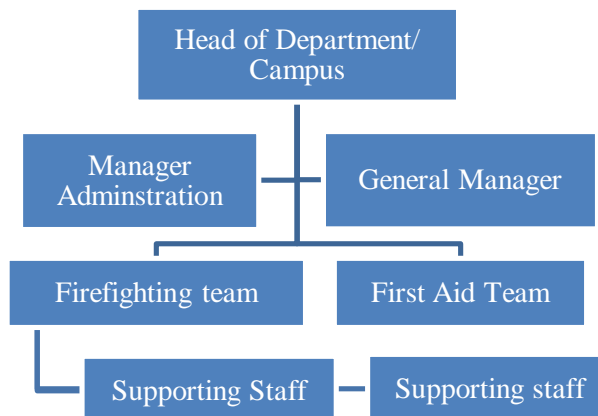 Head of Department/
Campus
Manager
Adminstration
General Manager
Firefighting team
First Aid Team
Supporting Staff
Supporting staff